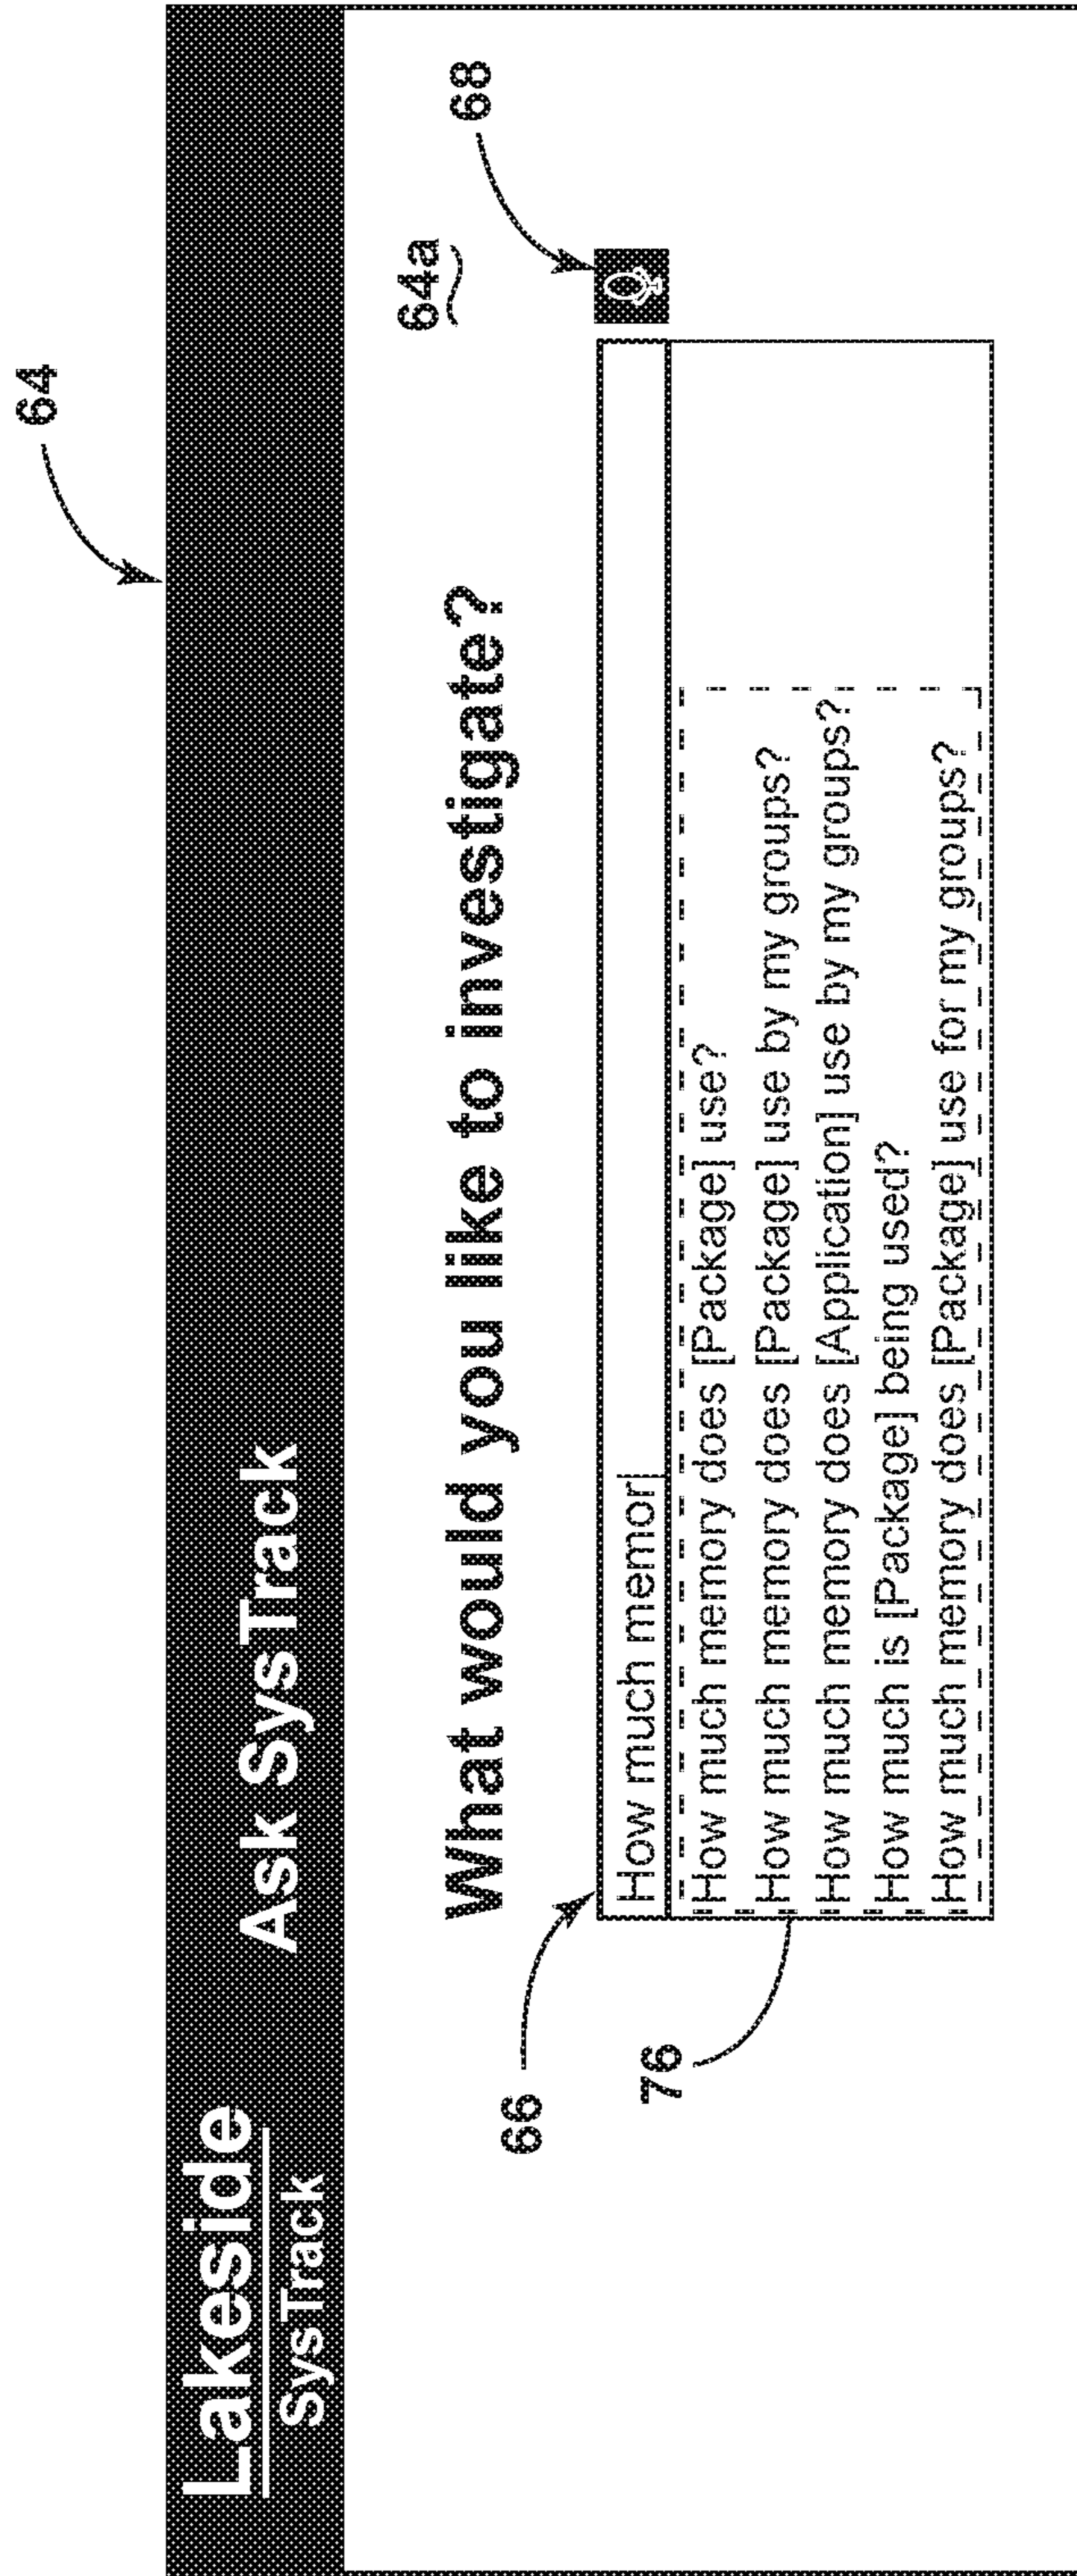 64
Lakeside
SysTrack
Ask SysTrack
64a
68
What would you like to investigate?
66
How much memor
76
How much memory does [Package] use?
How much memory does [Package] use by my groups?
How much memory does [Application] use by my groups?
How much is [Package] being used?
How much memory does [Package] use for my groups?